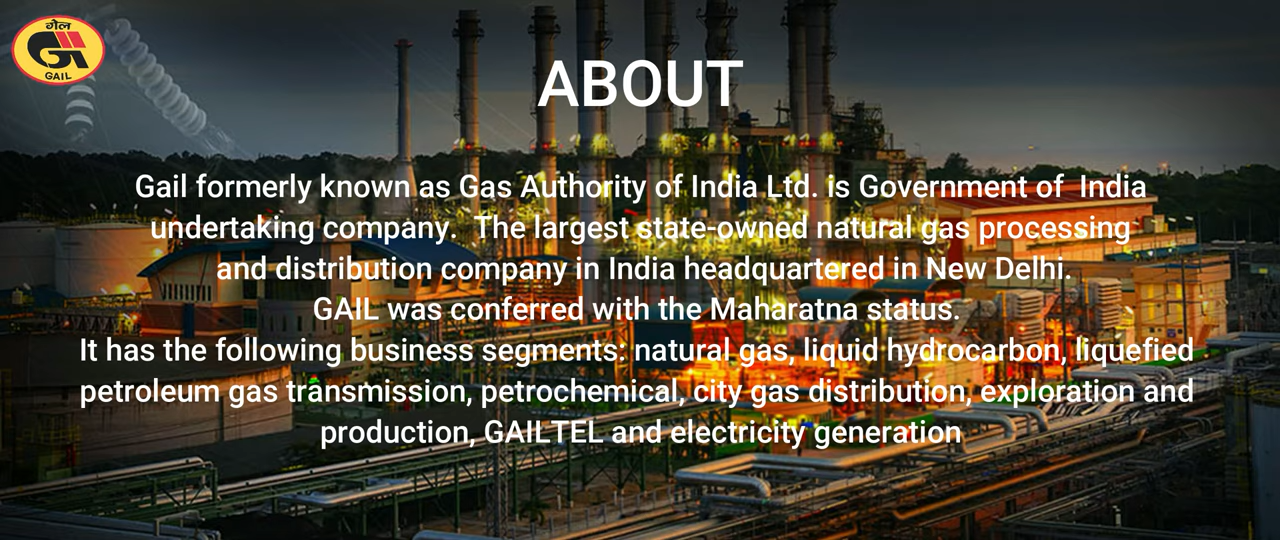 गेल
GAIL
ABOUT
Gail formerly known as Gas Authority of India Ltd. is Government of  India
undertaking company.  The largest state-owned natural gas processing
and distribution company in India headquartered in New Delhi.
GAIL was conferred with the Maharatna status.
It has the following business segments: natural gas, liquid hydrocarbon, liquefied
petroleum gas transmission, petrochemical, city gas distribution, exploration and
production, GAILTEL and electricity generation